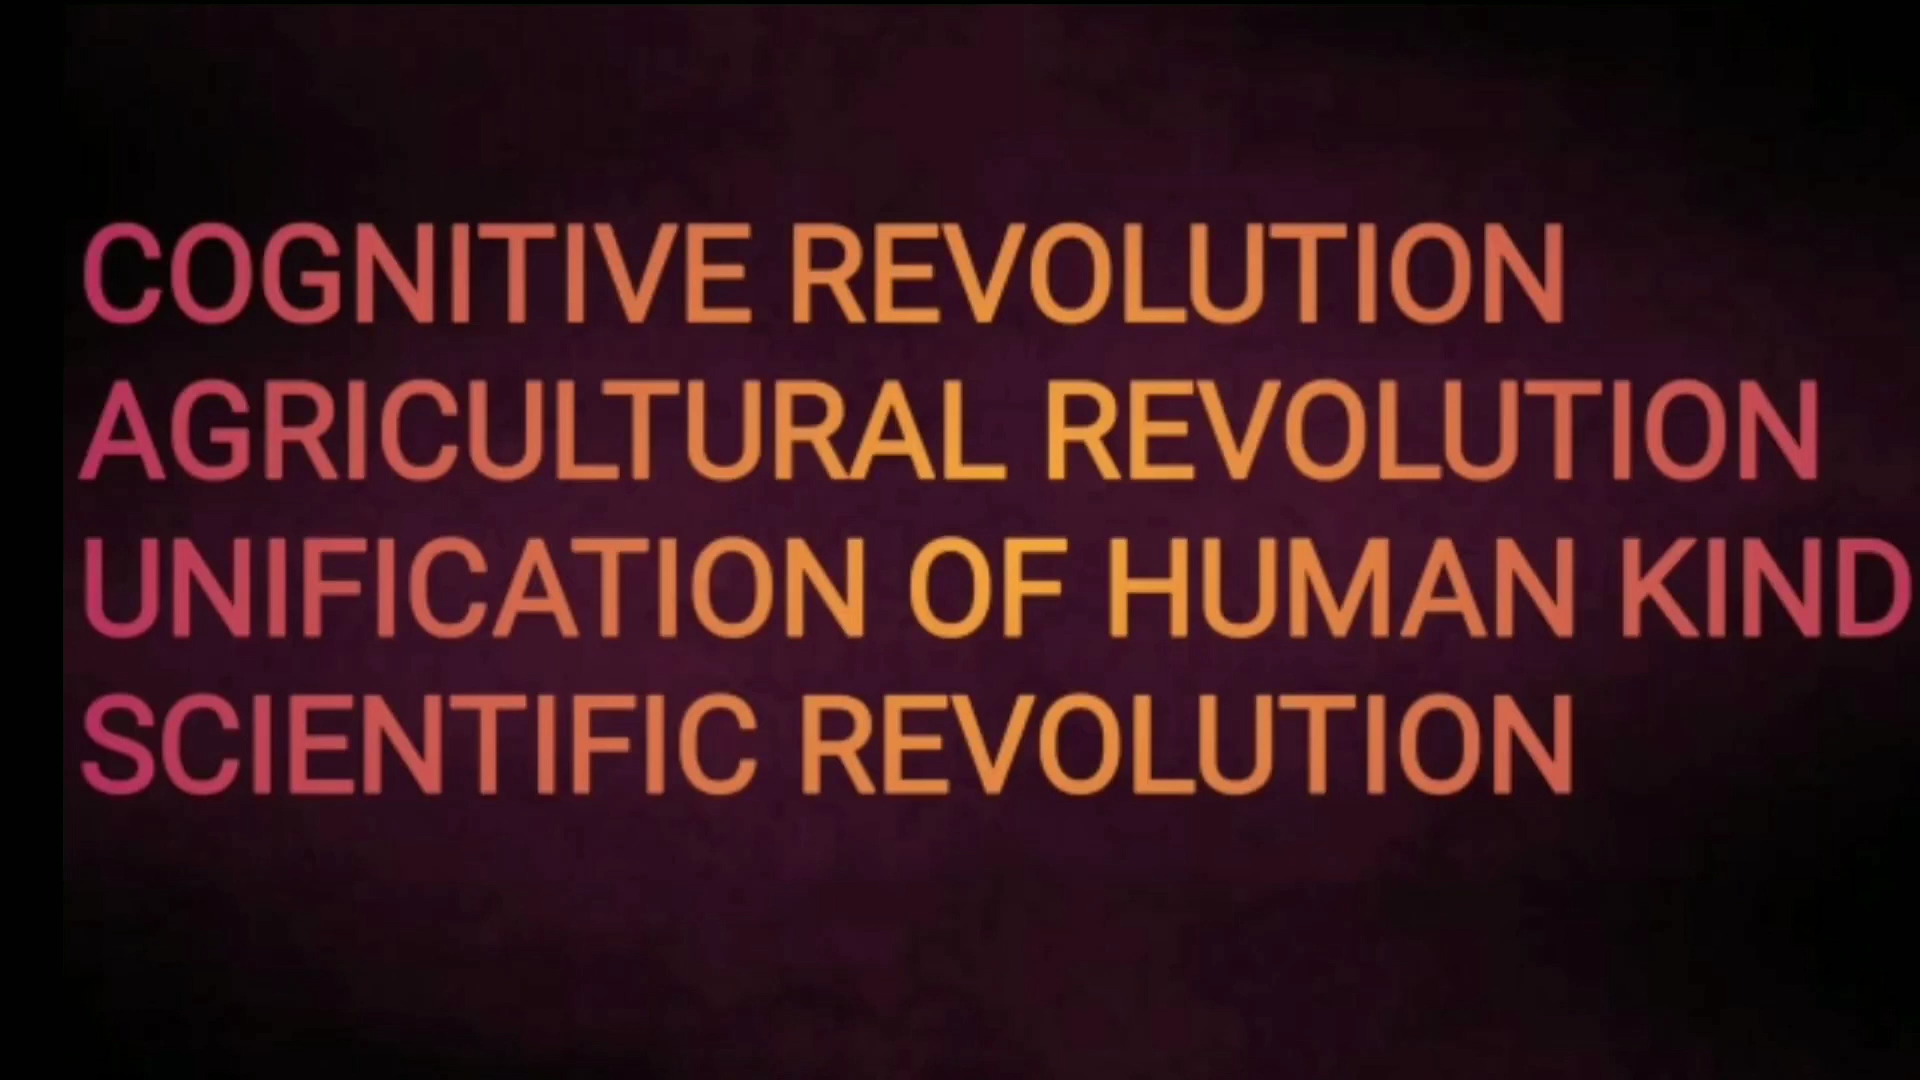 COGNITIVE REVOLUTION
AGRICULTURAL REVOLUTION
UNIFICATION OF HUMAN KIND
SCIENTIFIC REVOLUTION